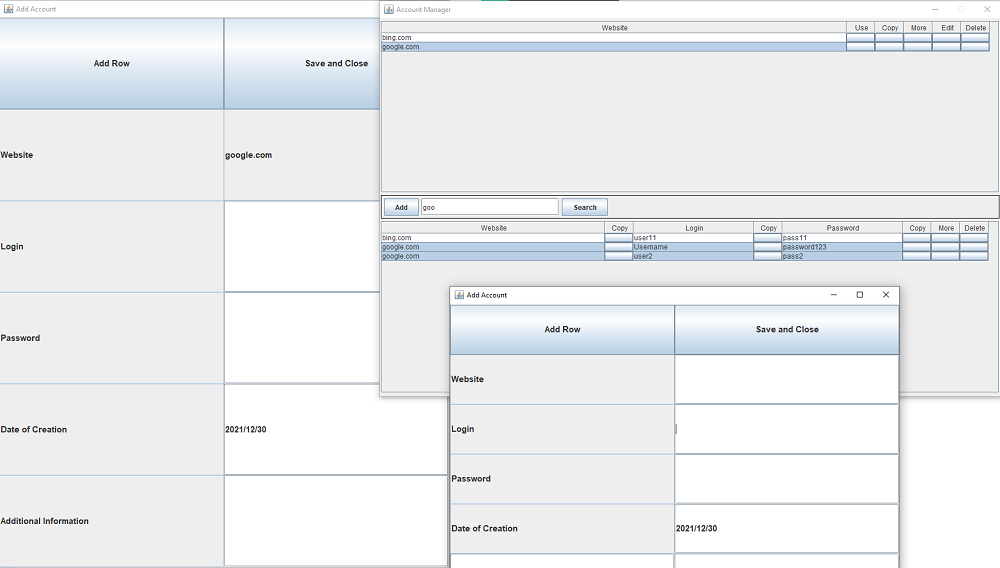 Add Account
Add Row Save and Close
Website google.com
Login
Password
Date of Creation 2021/12/30
Additional Information
Account Manager
Website Use Copy More Edit Delete
bing.com
google.com
Add goo Search
Website Copy Login Copy Password Copy More Delete
bing.com user11 pass11
google.com Username password123
google.com user2 pass2
Add Account
Add Row Save and Close
Website
Login
Password
Date of Creation 2021/12/30